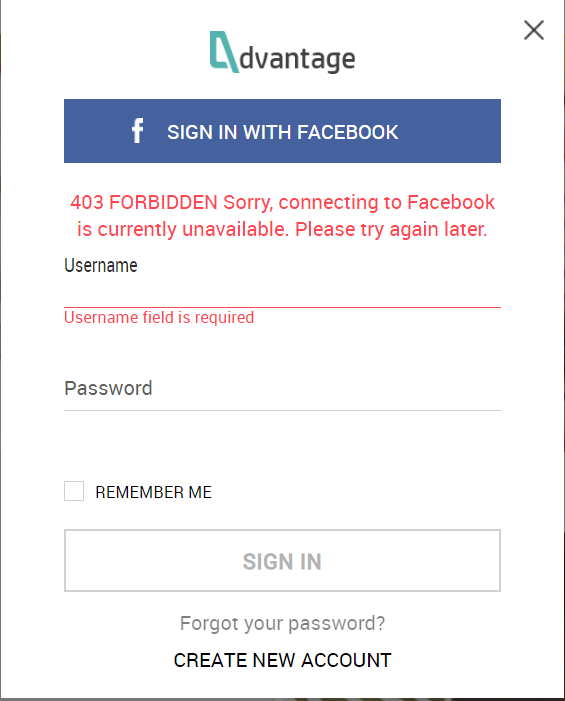 Advantage
SIGN IN WITH FACEBOOK
403 FORBIDDEN Sorry, connecting to Facebook
is currently unavailable. Please try again later.
Username
Username field is required
Password
REMEMBER ME
SIGN IN
Forgot your password?
CREATE NEW ACCOUNT